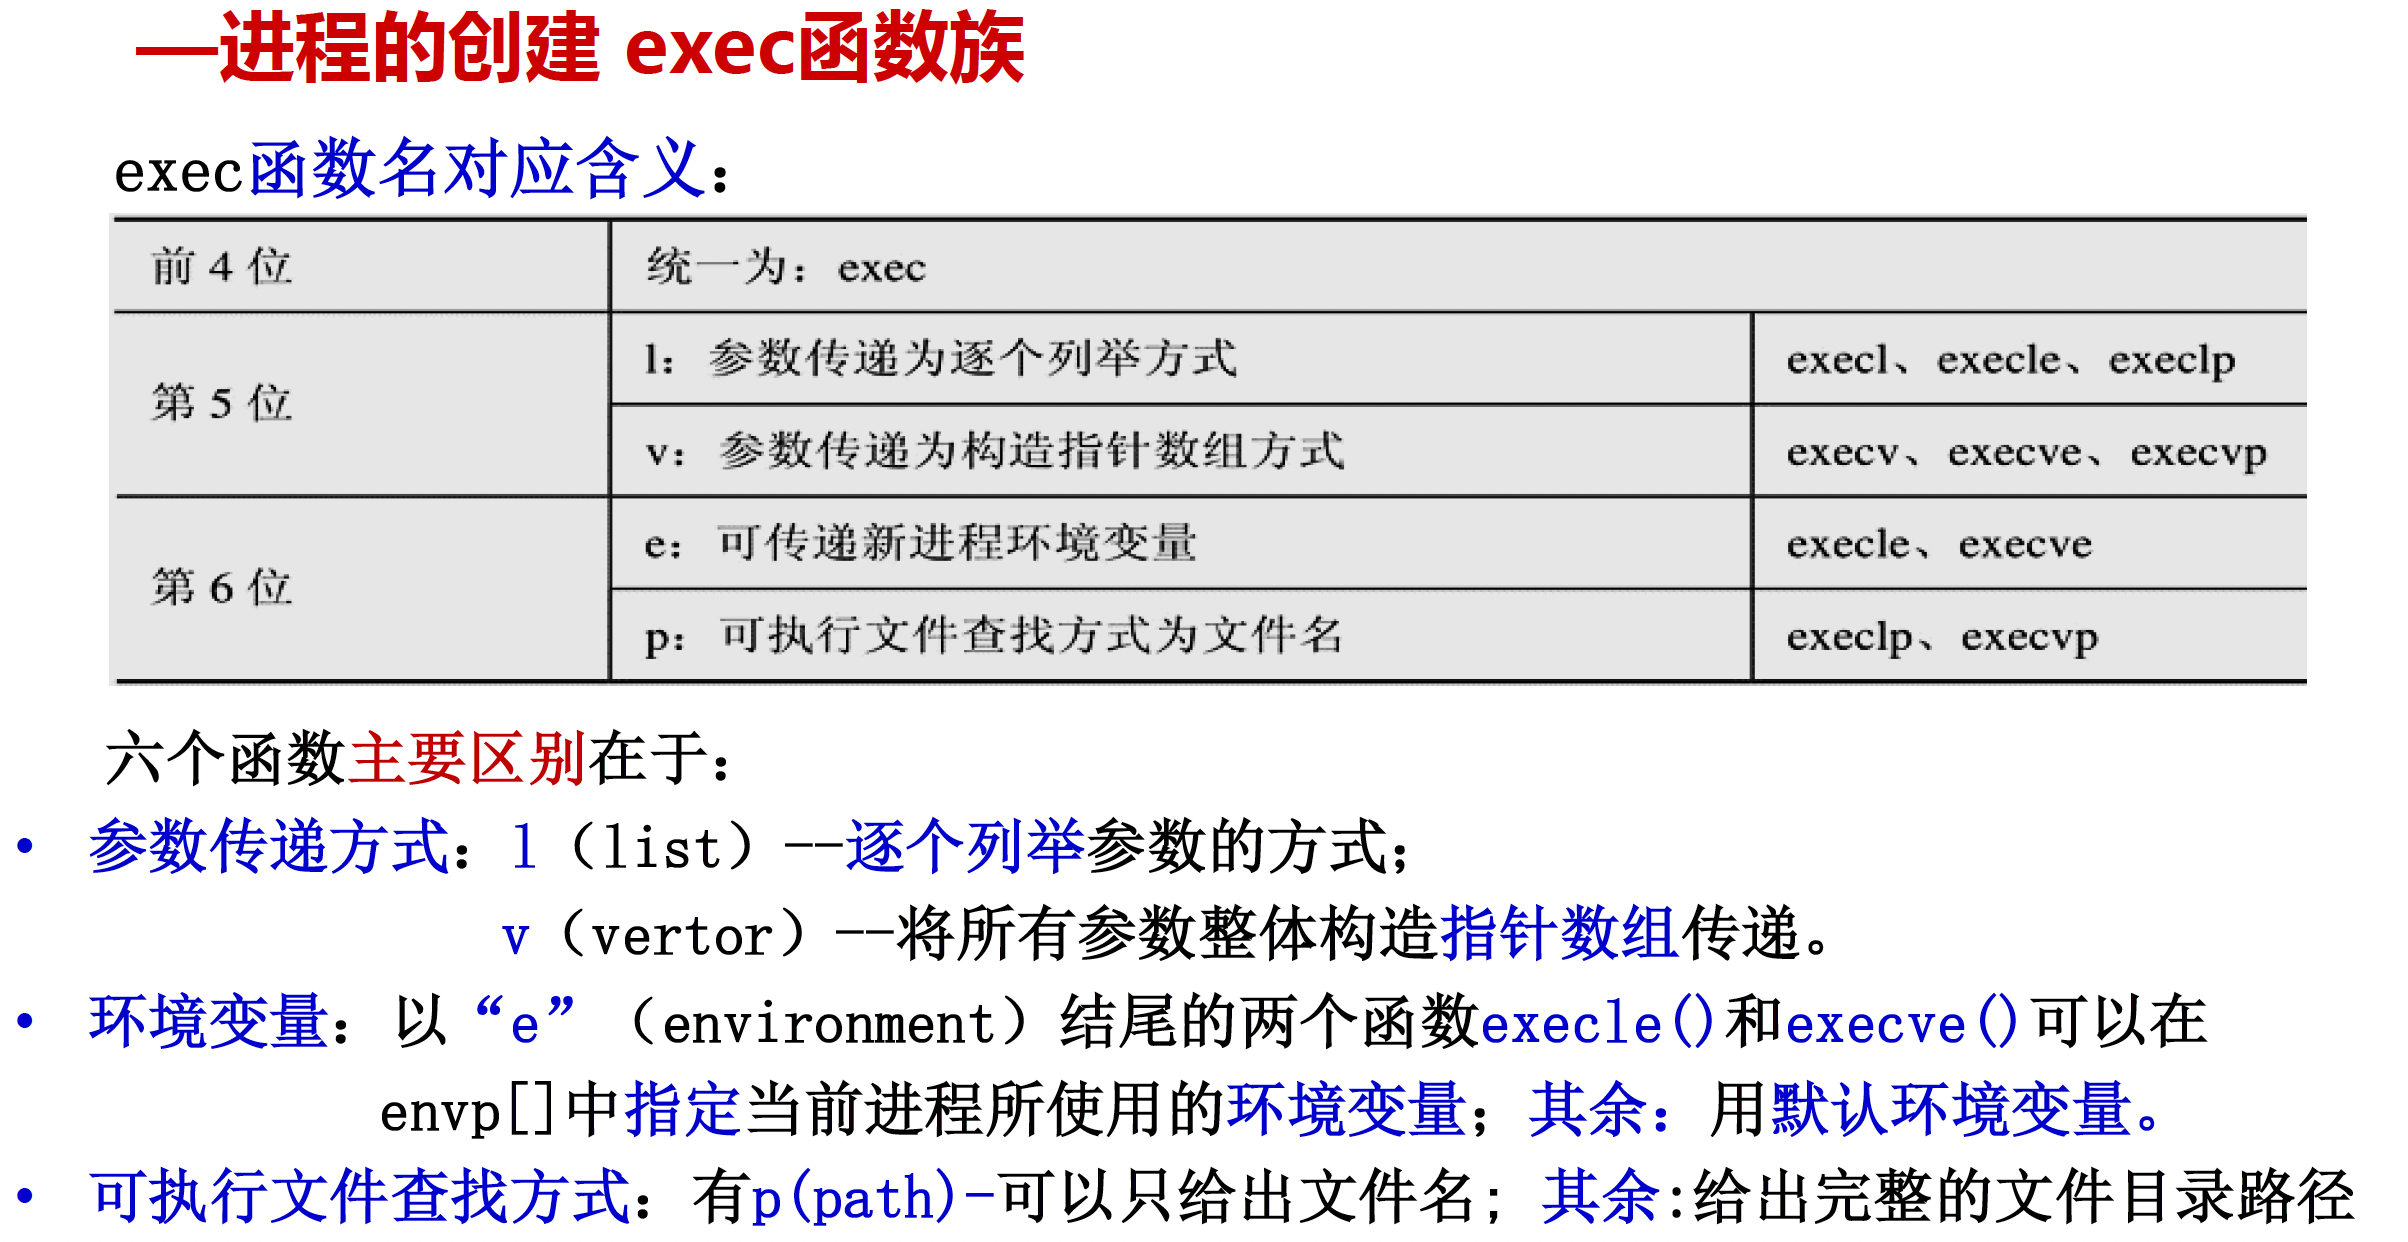 —进程的创建 exec函数族
exec函数名对应含义：
前 4 位 统一为：exec
第 5 位 l：参数传递为逐个列举方式 execl、execle、execlp
v：参数传递为构造指针数组方式 execv、execve、execvp
第 6 位 e：可传递新进程环境变量 execle、execve
p：可执行文件查找方式为文件名 execlp、execvp
六个函数主要区别在于：
• 参数传递方式：l（list）--逐个列举参数的方式；
v（vertor）--将所有参数整体构造指针数组传递。
• 环境变量：以“e”（environment）结尾的两个函数execle()和execve()可以在
envp[]中指定当前进程所使用的环境变量；其余：用默认环境变量。
• 可执行文件查找方式：有p(path)-可以只给出文件名；其余:给出完整的文件目录路径